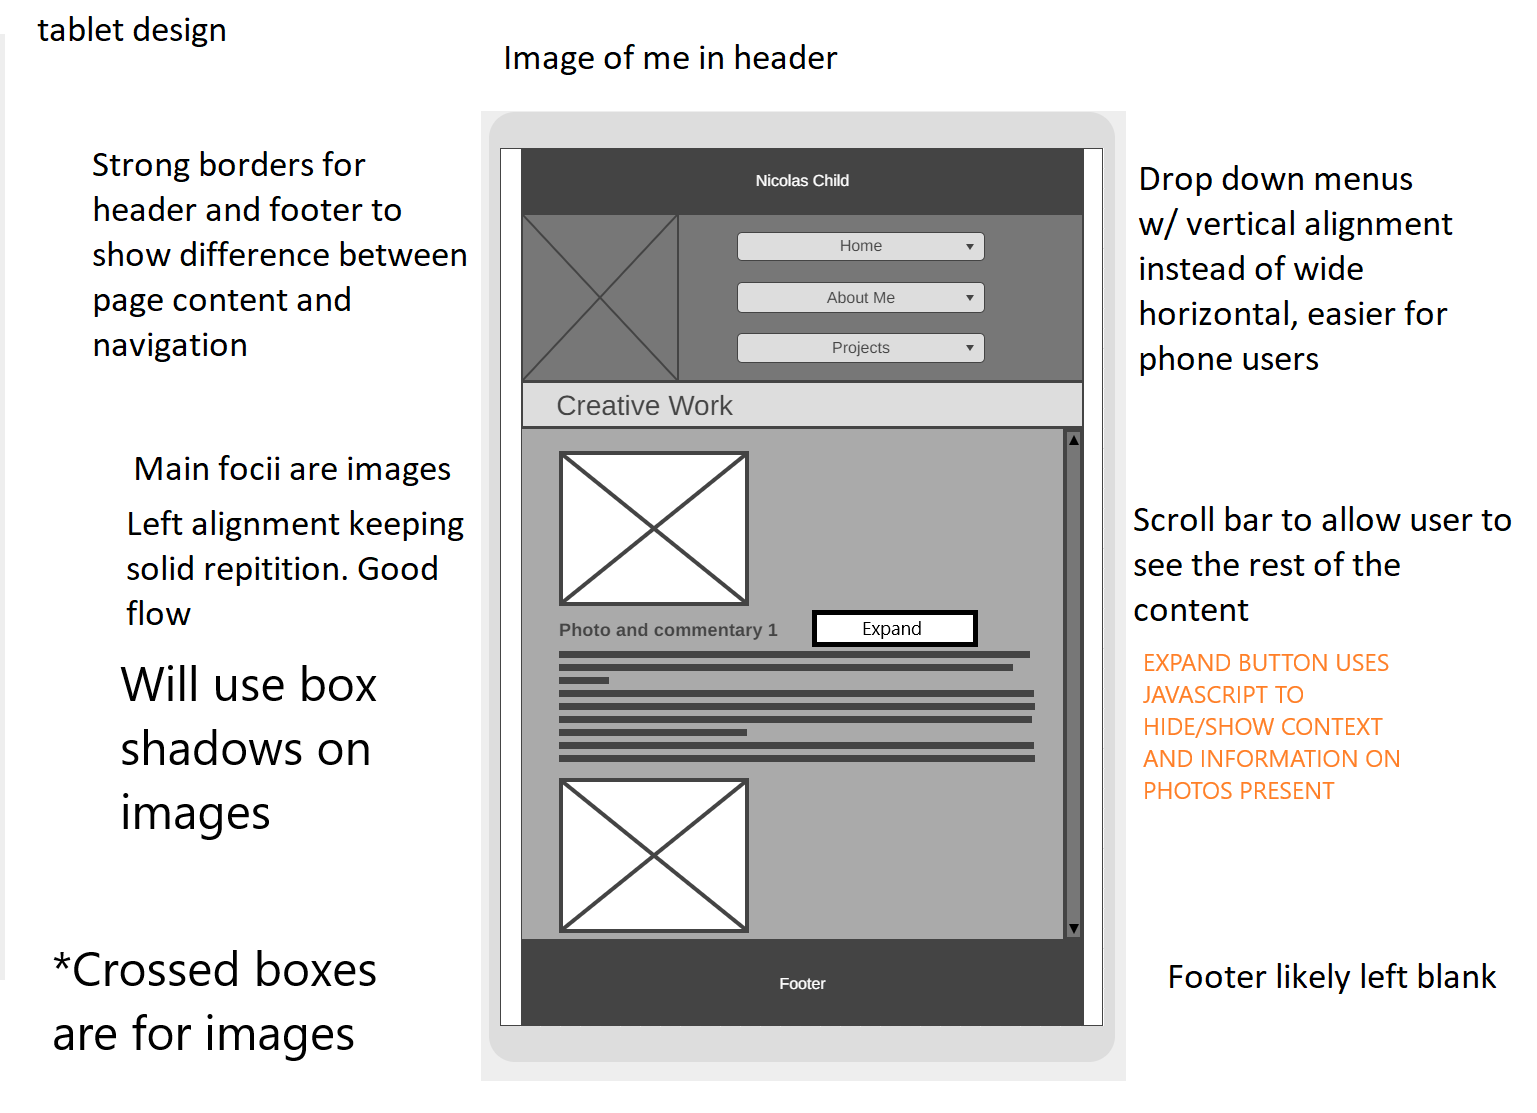 tablet design
Image of me in header
Strong borders for
header and footer to
show difference between
page content and
navigation
Main focii are images
Left alignment keeping
solid repitition. Good
flow
Will use box
shadows on
images
*Crossed boxes
are for images
Nicolas Child
Home
About Me
Projects
Creative Work
Photo and commentary 1
Expand
Footer
Drop down menus
w/ vertical alignment
instead of wide
horizontal, easier for
phone users
Scroll bar to allow user to
see the rest of the
content
EXPAND BUTTON USES
JAVASCRIPT TO
HIDE/SHOW CONTEXT
AND INFORMATION ON
PHOTOS PRESENT
Footer likely left blank